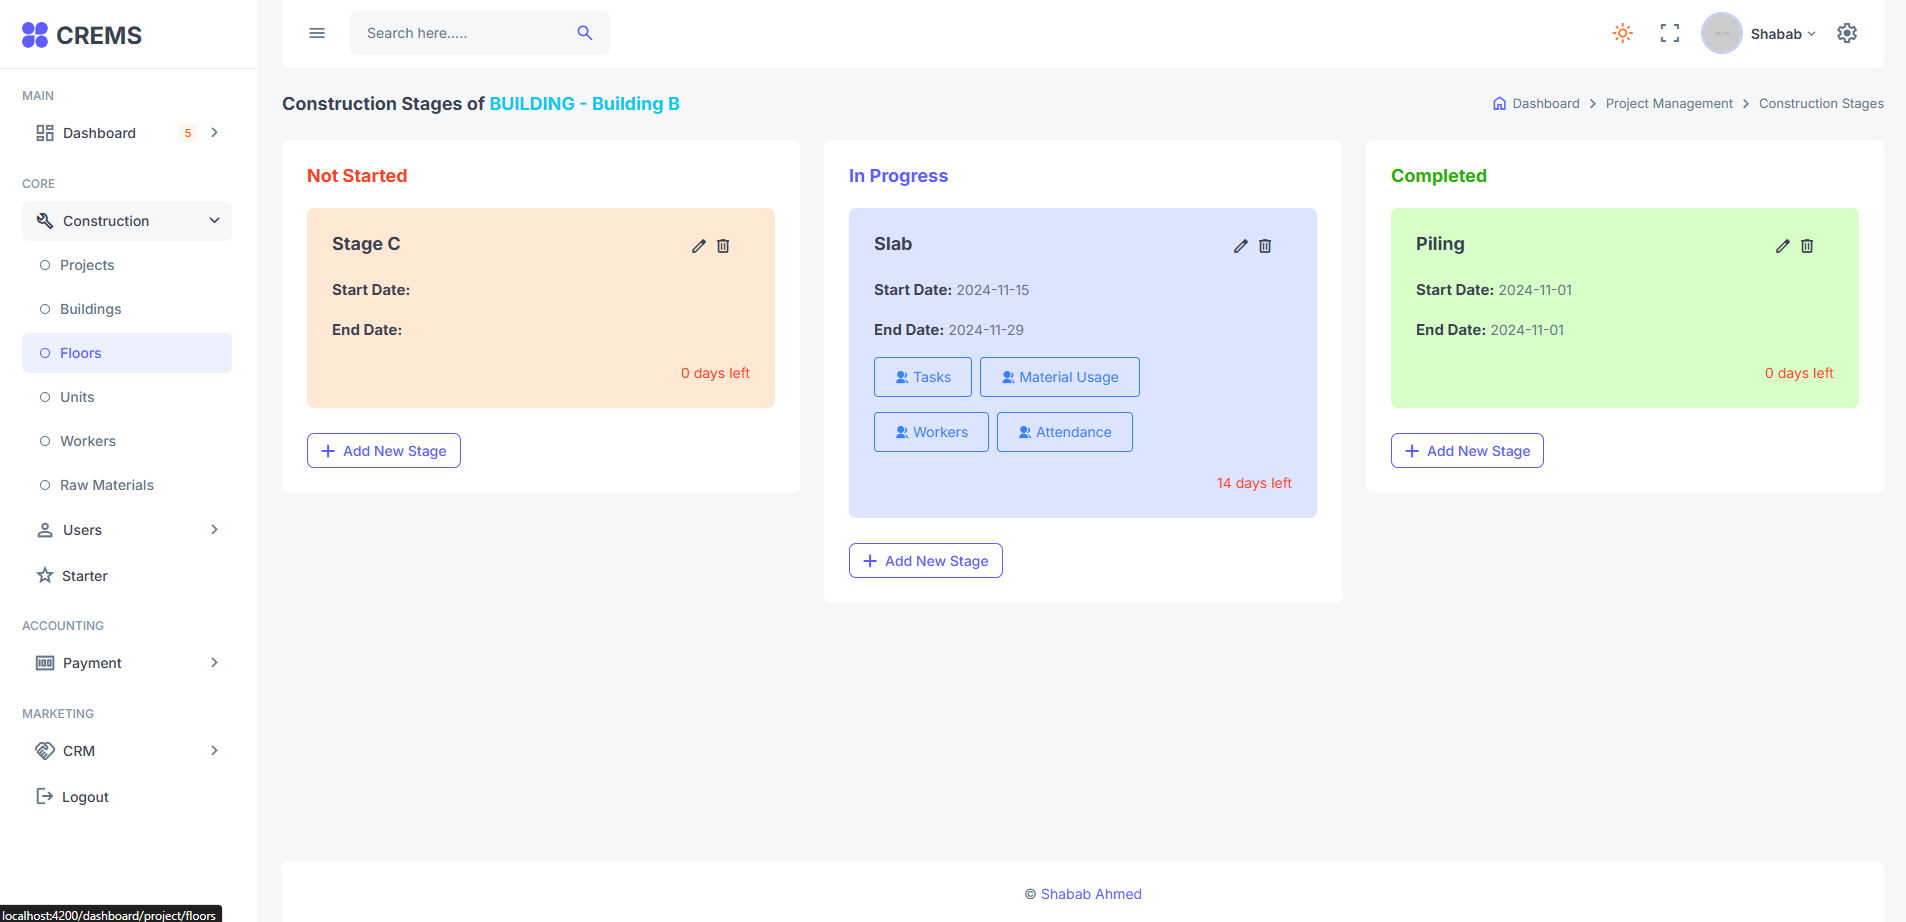 CREMS
Search here.....
Shabab
MAIN
Dashboard 5
CORE
Construction
Projects
Buildings
Floors
Units
Workers
Raw Materials
Users
Starter
ACCOUNTING
Payment
MARKETING
CRM
Logout
Construction Stages of BUILDING - Building B
Dashboard > Project Management > Construction Stages
Not Started
Stage C
Start Date:
End Date:
0 days left
+ Add New Stage
In Progress
Slab
Start Date: 2024-11-15
End Date: 2024-11-29
Tasks Material Usage
Workers Attendance
14 days left
+ Add New Stage
Completed
Piling
Start Date: 2024-11-01
End Date: 2024-11-01
0 days left
+ Add New Stage
© Shabab Ahmed
localhost:4200/dashboard/project/floors